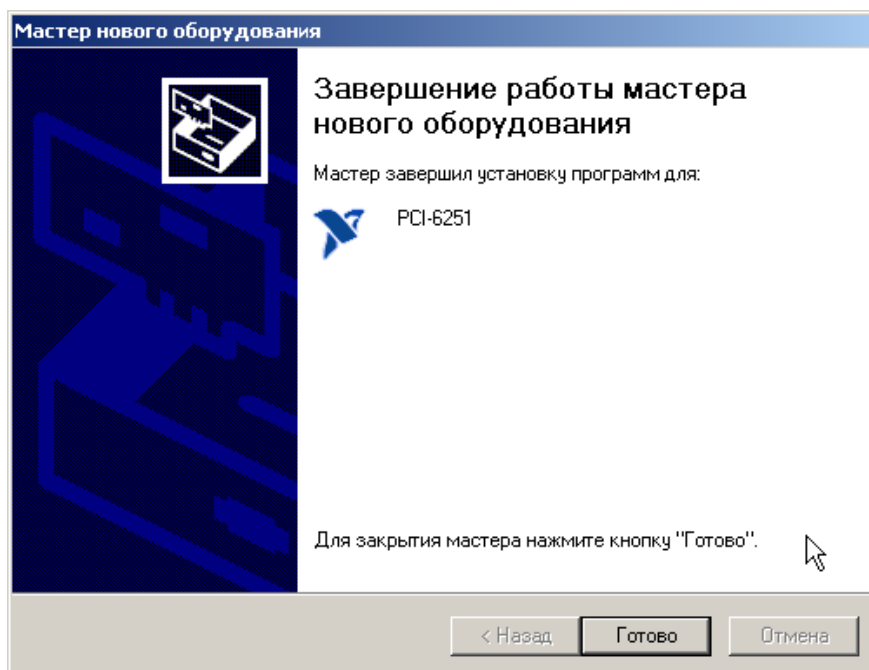 Мастер нового оборудования
Завершение работы мастера
нового оборудования
Мастер завершил установку программ для:
PCI-6251
Для закрытия мастера нажмите кнопку "Готово".
< Назад Готово Отмена